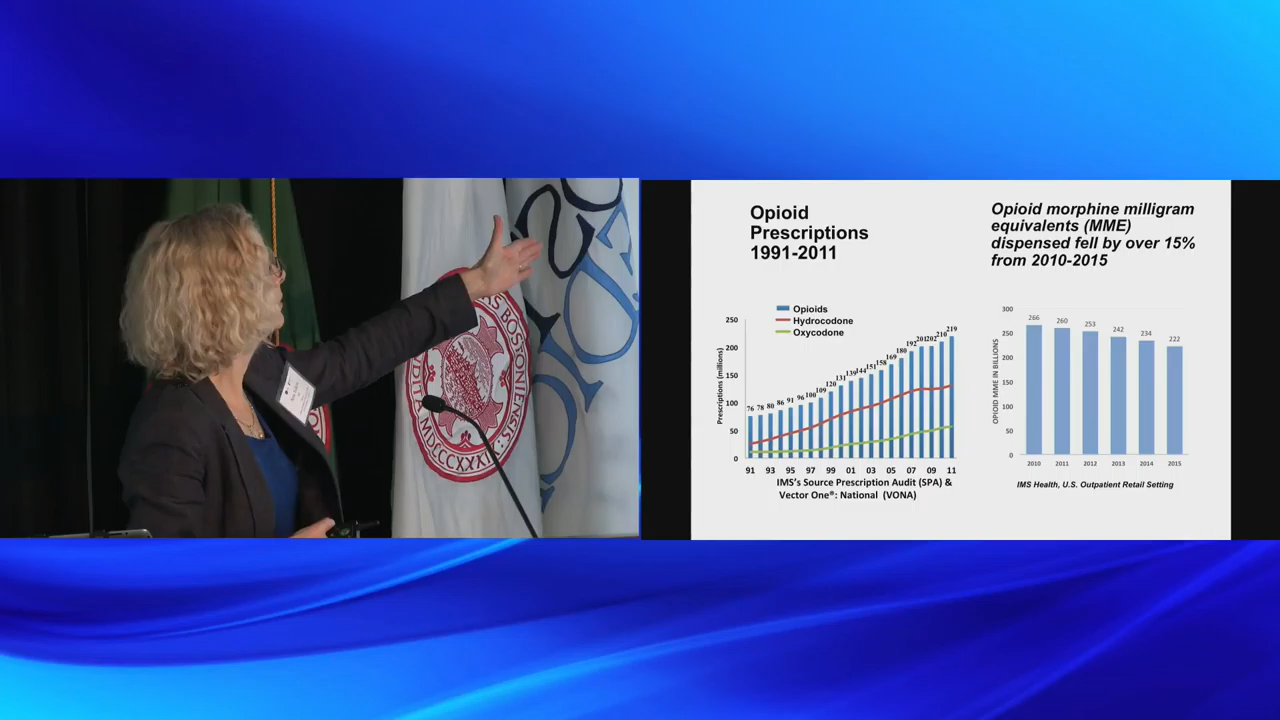 Opioid
Prescriptions
1991-2011
Opioids
Hydrocodone
Oxycodone
Prescriptions (millions)
250
200
150
100
50
0
76 78 80 86 91 96 100 109 120 131 139 144 151 158 169 180 192 201 202 210 219
91 93 95 97 99 01 03 05 07 09 11
IMS's Source Prescription Audit (SPA) &
Vector One®: National (VONA)
Opioid morphine milligram
equivalents (MME)
dispensed fell by over 15%
from 2010-2015
OPIOID MME IN BILLIONS
300
250
200
150
100
50
0
266 260 253 242 234 222
2010 2011 2012 2013 2014 2015
IMS Health, U.S. Outpatient Retail Setting
BOSSONIENSIS